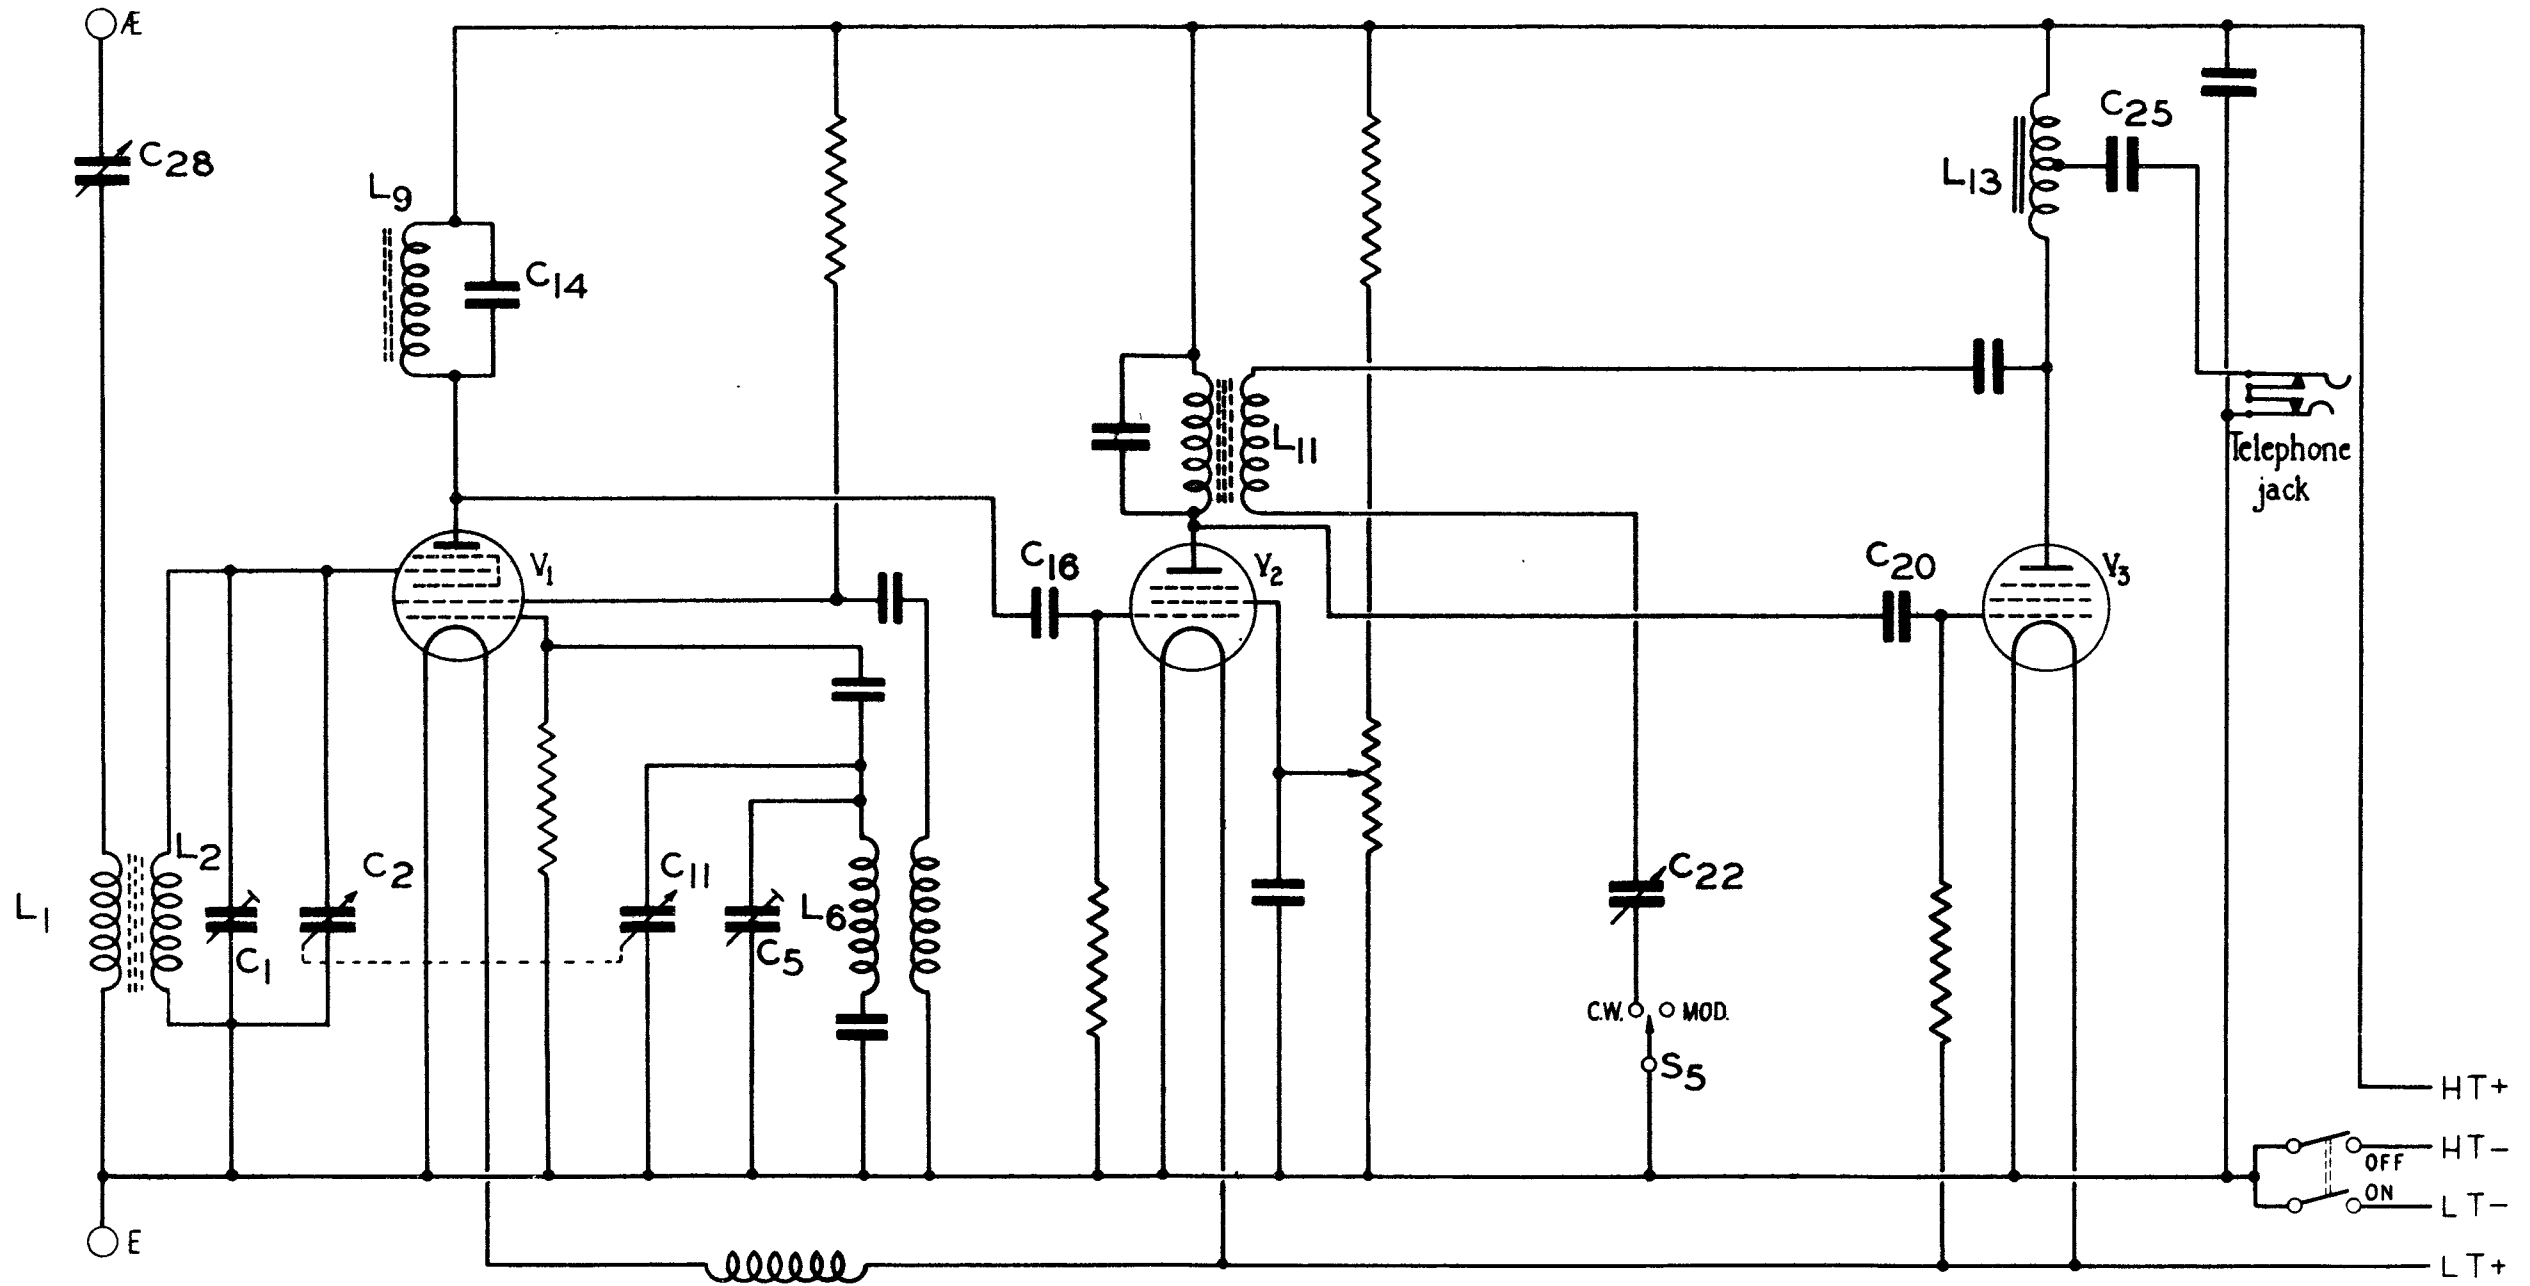 Æ
C28
C25
L13
L9
C14
L11
Telephone
jack
V1
C16
V2
C20
V3
L2
C2
C11
C22
L1
L6
C1
C5
C.W.
MOD.
S5
HT+
HT-
OFF
ON
LT-
E
LT+